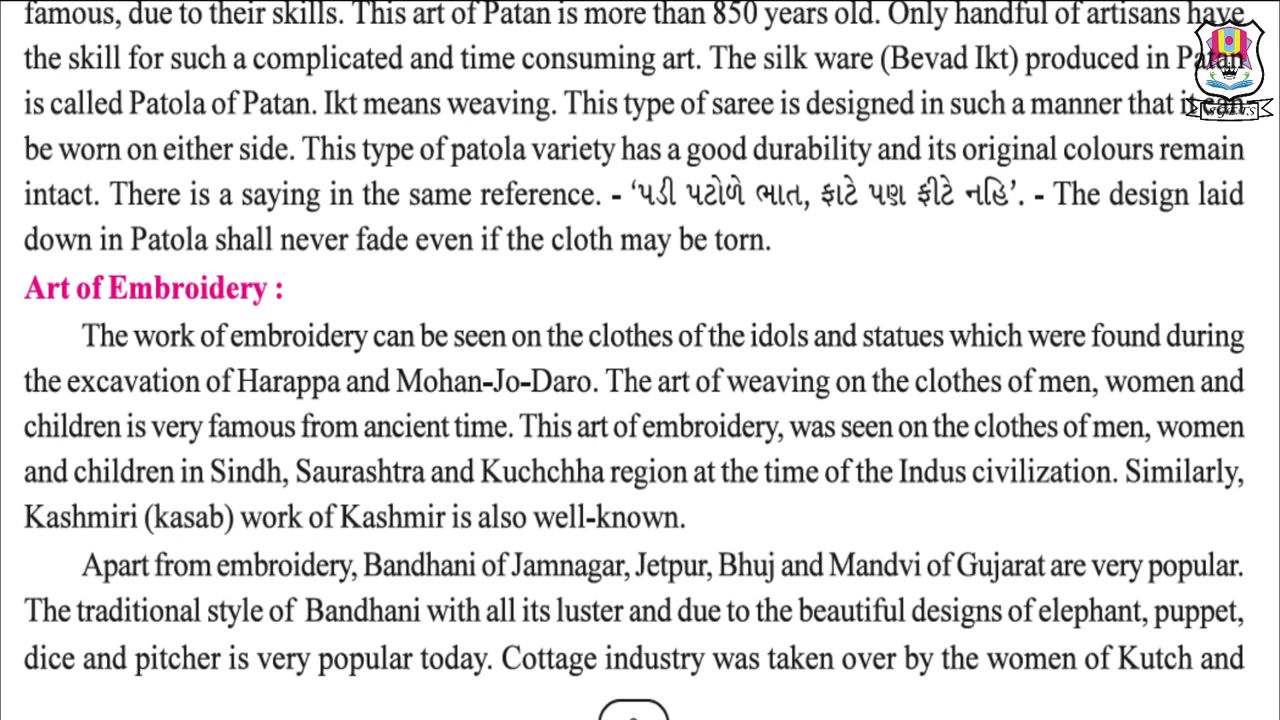 famous, due to their skills. This art of Patan is more than 850 years old. Only handful of artisans have
the skill for such a complicated and time consuming art. The silk ware (Bevad Ikt) produced in Patan
is called Patola of Patan. Ikt means weaving. This type of saree is designed in such a manner that it can
be worn on either side. This type of patola variety has a good durability and its original colours remain
intact. There is a saying in the same reference. - ‘પડી પટોળે ભાત, ફાટે પણ ફીટે નહિ’. - The design laid
down in Patola shall never fade even if the cloth may be torn.
Art of Embroidery :
The work of embroidery can be seen on the clothes of the idols and statues which were found during
the excavation of Harappa and Mohan-Jo-Daro. The art of weaving on the clothes of men, women and
children is very famous from ancient time. This art of embroidery, was seen on the clothes of men, women
and children in Sindh, Saurashtra and Kuchchha region at the time of the Indus civilization. Similarly,
Kashmiri (kasab) work of Kashmir is also well-known.
Apart from embroidery, Bandhani of Jamnagar, Jetpur, Bhuj and Mandvi of Gujarat are very popular.
The traditional style of Bandhani with all its luster and due to the beautiful designs of elephant, puppet,
dice and pitcher is very popular today. Cottage industry was taken over by the women of Kutch and